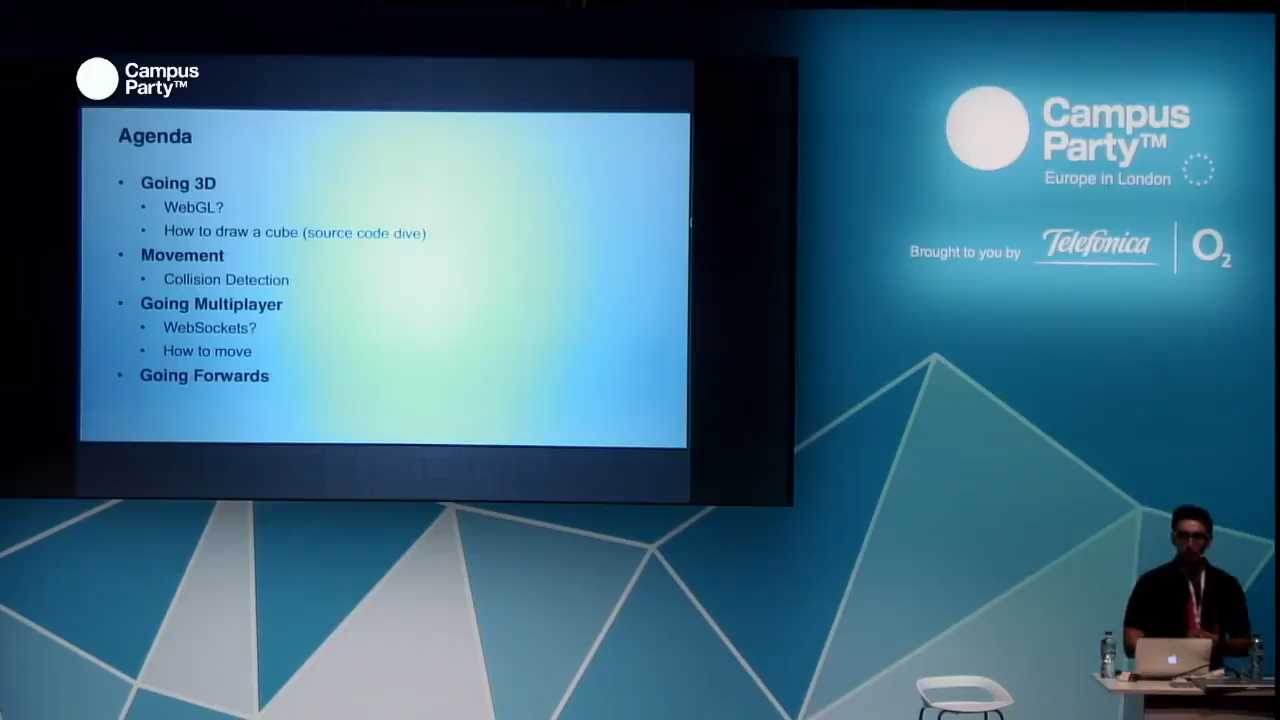 Campus
Party™
Agenda
• Going 3D
• WebGL?
• How to draw a cube (source code dive)
• Movement
• Collision Detection
• Going Multiplayer
• WebSockets?
• How to move
• Going Forwards
Campus
Party™
Europe in London
Brought to you by
Telefónica
O2